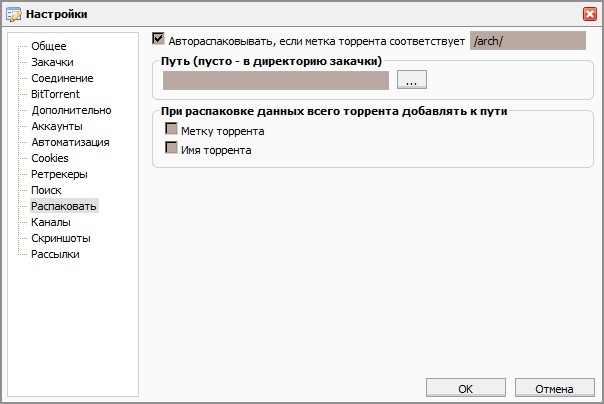 Настройки
Общее
Закачки
Соединение
BitTorrent
Дополнительно
Аккаунты
Автоматизация
Cookies
Ретрекеры
Поиск
Распаковать
Каналы
Скриншоты
Рассылки
Автораспаковывать, если метка торрента соответствует /arch/
Путь (пусто - в директорию закачки)
...
При распаковке данных всего торрента добавлять к пути
Метку торрента
Имя торрента
OK Отмена